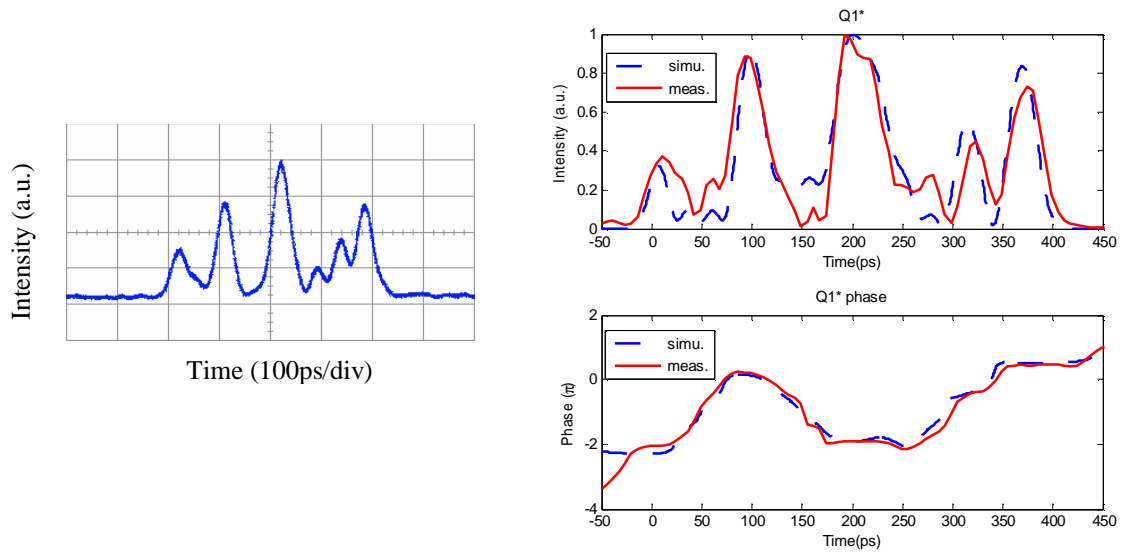 Intensity (a.u.)
Time (100ps/div)
Q1*
Intensity (a.u.)
1
0.8
0.6
0.4
0.2
0
simu.
meas.
-50 0 50 100 150 200 250 300 350 400 450
Time(ps)
Q1* phase
Phase (π)
2
0
-2
-4
simu.
meas.
-50 0 50 100 150 200 250 300 350 400 450
Time(ps)